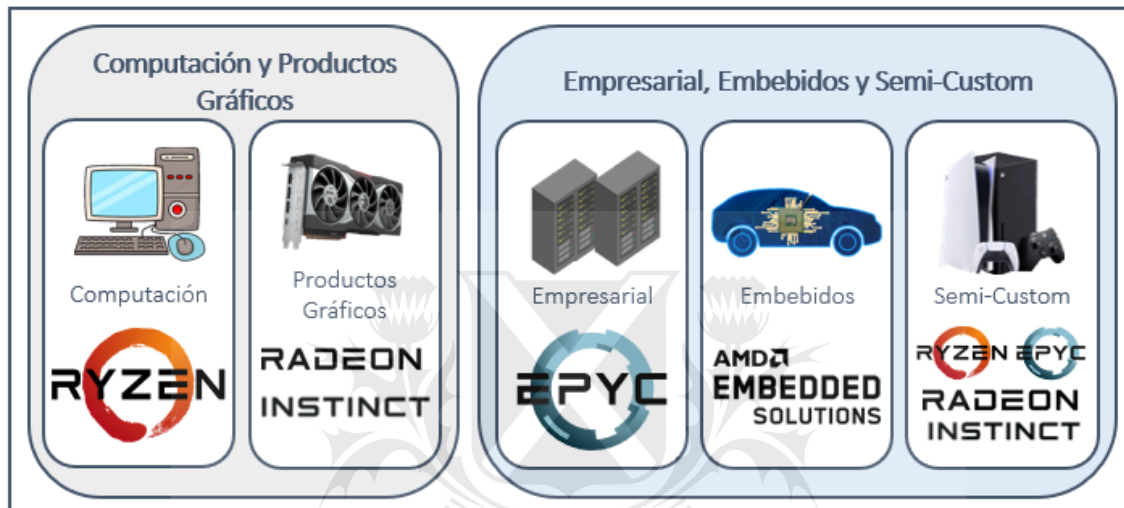 Computación y Productos
Gráficos
Computación
RYZEN
Productos
Gráficos
RADEON
INSTINCT
Empresarial, Embebidos y Semi-Custom
Empresarial
EPYC
Embebidos
AMD
EMBEDDED
SOLUTIONS
Semi-Custom
RYZEN EPYC
RADEON
INSTINCT